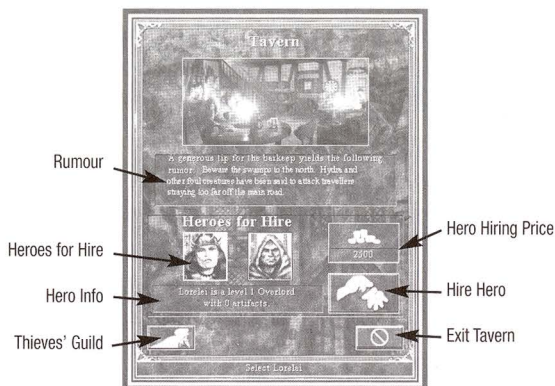 Tavern
A generous tip for the barkeep yields the following
rumor: Beware the swamps to the north. Hydra and
other foul creatures have been said to attack travellers
straying too far off the main road.
Heroes for Hire
2500
Lorelei is a level 1 Overlord
with 0 artifacts.
Select Lorelei
Rumour
Heroes for Hire
Hero Info
Thieves' Guild
Hero Hiring Price
Hire Hero
Exit Tavern